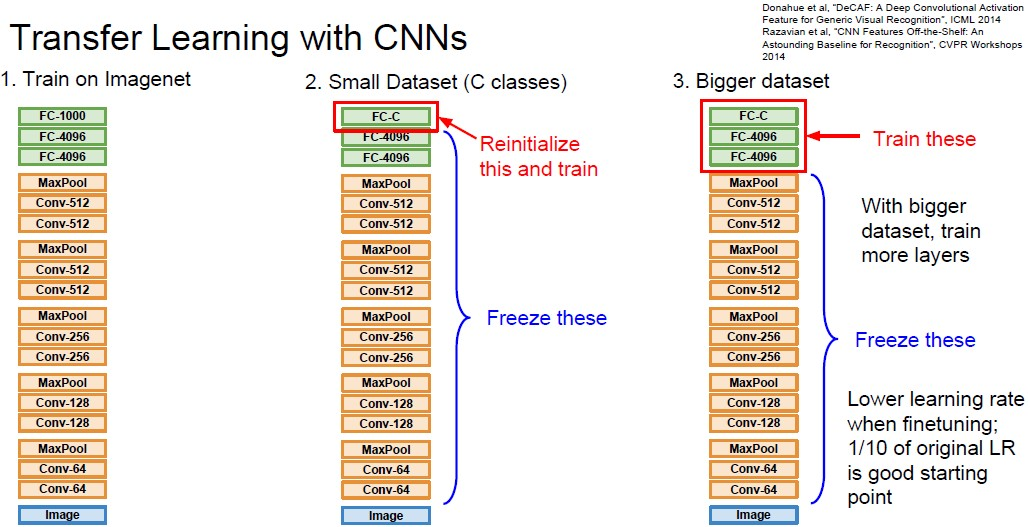 Donahue et al, "DeCAF: A Deep Convolutional Activation
Feature for Generic Visual Recognition", ICML 2014
Razavian et al, "CNN Features Off-the-Shelf: An
Astounding Baseline for Recognition", CVPR Workshops
2014
Transfer Learning with CNNs
1. Train on Imagenet
FC-1000
FC-4096
FC-4096
MaxPool
Conv-512
Conv-512
MaxPool
Conv-512
Conv-512
MaxPool
Conv-256
Conv-256
MaxPool
Conv-128
Conv-128
MaxPool
Conv-64
Conv-64
Image
2. Small Dataset (C classes)
FC-C
FC-4096
FC-4096
MaxPool
Conv-512
Conv-512
MaxPool
Conv-512
Conv-512
MaxPool
Conv-256
Conv-256
MaxPool
Conv-128
Conv-128
MaxPool
Conv-64
Conv-64
Image
Reinitialize
this and train
Freeze these
3. Bigger dataset
FC-C
FC-4096
FC-4096
MaxPool
Conv-512
Conv-512
MaxPool
Conv-512
Conv-512
MaxPool
Conv-256
Conv-256
MaxPool
Conv-128
Conv-128
MaxPool
Conv-64
Conv-64
Image
Train these
With bigger
dataset, train
more layers
Freeze these
Lower learning rate
when finetuning;
1/10 of original LR
is good starting
point